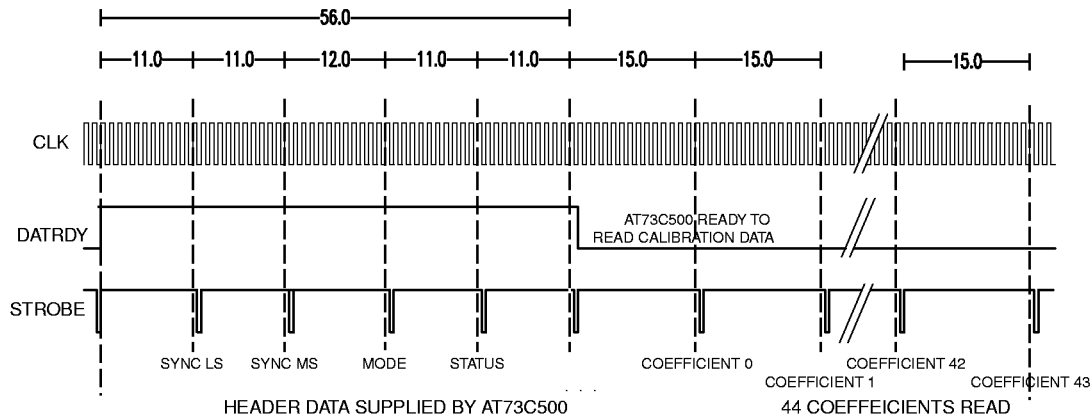 56.0
11.0 11.0 12.0 11.0 11.0 15.0 15.0 15.0
CLK
DATRDY
AT73C500 READY TO
READ CALIBRATION DATA
STROBE
SYNC LS SYNC MS MODE STATUS COEFFICIENT 0 COEFFICIENT 42
COEFFICIENT 1 COEFFICIENT 43
. . .
HEADER DATA SUPPLIED BY AT73C500 44 COEFFEICIENTS READ